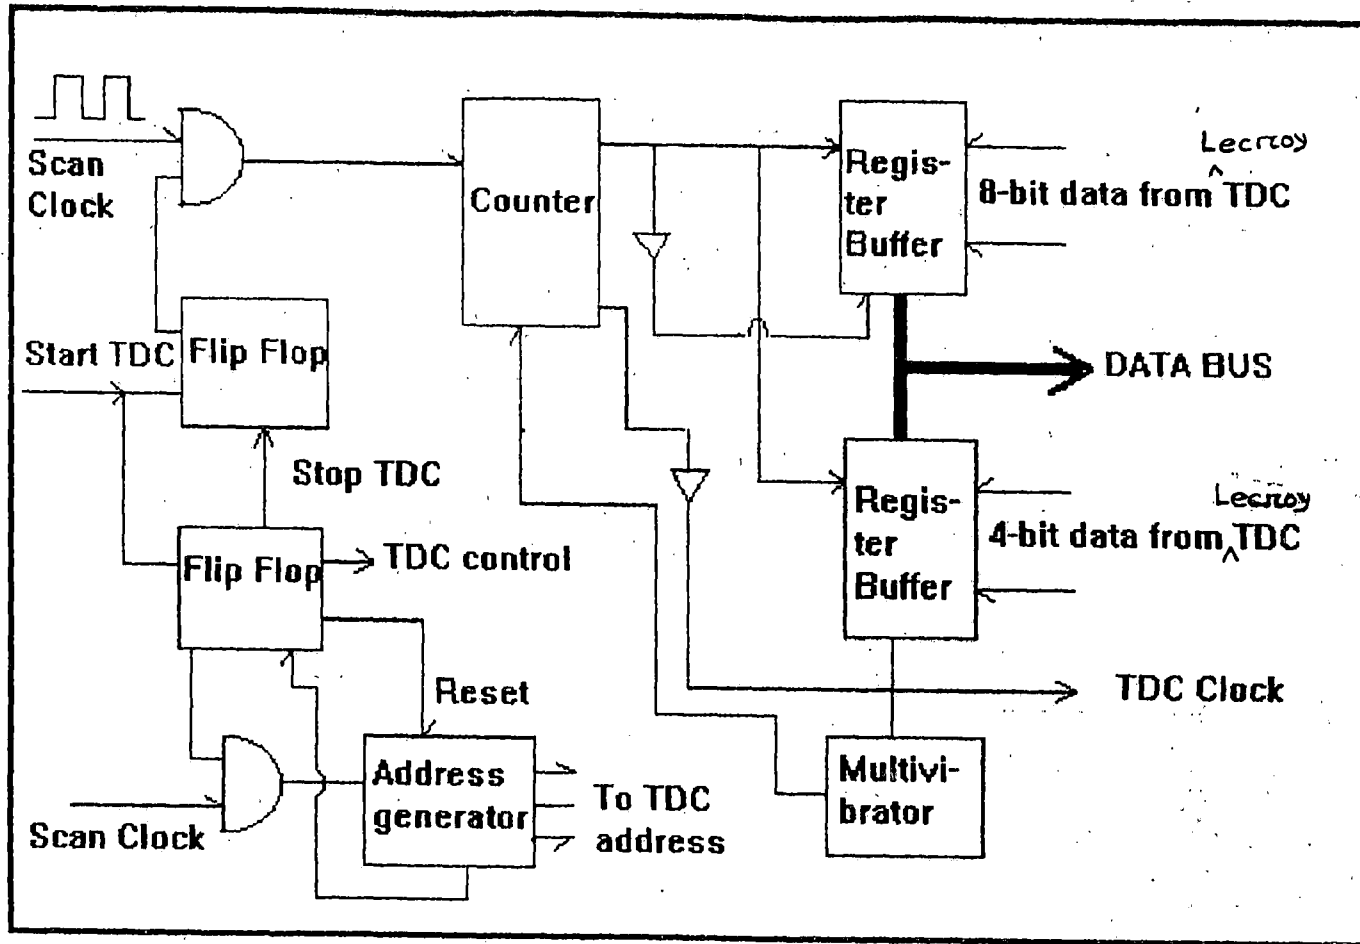 Scan
Clock
Counter
Regis-
ter
Buffer
Lecroy
8-bit data from ^ TDC
Start TDC
Flip Flop
DATA BUS
Stop TDC
Flip Flop
TDC control
Regis-
ter
Buffer
Lecroy
4-bit data from ^ TDC
Reset
TDC Clock
Scan Clock
Address
generator
To TDC
address
Multivi-
brator